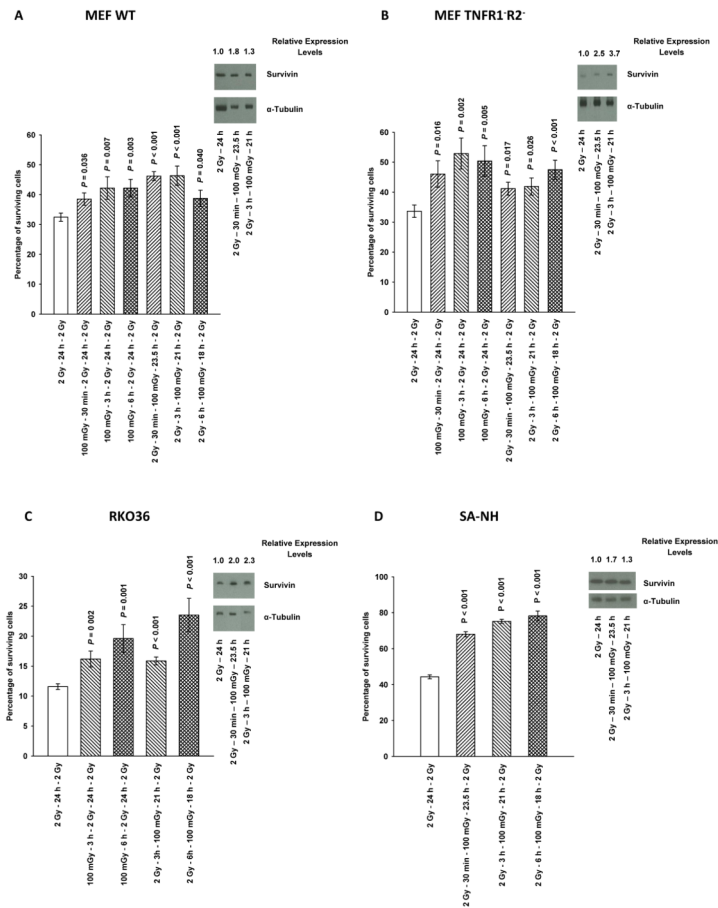 A MEF WT
Relative Expression
Levels
1.0 1.8 1.3
Survivin
α-Tubulin
2 Gy – 24 h
2 Gy – 30 min – 100 mGy – 23.5 h
2 Gy – 3 h – 100 mGy – 21 h
Percentage of surviving cells
60
50
40
30
20
10
0
P = 0.036
P = 0.007
P = 0.003
P < 0.001
P < 0.001
P = 0.040
2 Gy - 24 h - 2 Gy
100 mGy - 30 min - 2 Gy - 24 h - 2 Gy
100 mGy - 3 h - 2 Gy - 24 h - 2 Gy
100 mGy - 6 h - 2 Gy - 24 h - 2 Gy
2 Gy - 30 min - 100 mGy - 23.5 h - 2 Gy
2 Gy - 3 h - 100 mGy - 21 h - 2 Gy
2 Gy - 6 h - 100 mGy - 18 h - 2 Gy
B MEF TNFR1-R2-
Relative Expression
Levels
1.0 2.5 3.7
Survivin
α-Tubulin
2 Gy – 24 h
2 Gy – 30 min – 100 mGy – 23.5 h
2 Gy – 3 h – 100 mGy – 21 h
Percentage of surviving cells
60
50
40
30
20
10
0
P = 0.016
P = 0.002
P = 0.005
P = 0.017
P = 0.026
P < 0.001
2 Gy - 24 h - 2 Gy
100 mGy - 30 min - 2 Gy - 24 h - 2 Gy
100 mGy - 3 h - 2 Gy - 24 h - 2 Gy
100 mGy - 6 h - 2 Gy - 24 h - 2 Gy
2 Gy - 30 min - 100 mGy - 23.5 h - 2 Gy
2 Gy - 3 h - 100 mGy - 21 h - 2 Gy
2 Gy - 6 h - 100 mGy - 18 h - 2 Gy
C RKO36
Relative Expression
Levels
1.0 2.0 2.3
Survivin
α-Tubulin
2 Gy – 24 h
2 Gy – 30 min – 100 mGy – 23.5 h
2 Gy – 3 h – 100 mGy – 21 h
Percentage of surviving cells
30
25
20
15
10
5
0
P = 0 002
P = 0.001
P < 0.001
P < 0.001
2 Gy - 24 h - 2 Gy
100 mGy - 3 h - 2 Gy - 24 h - 2 Gy
100 mGy - 6 h - 2 Gy - 24 h - 2 Gy
2 Gy - 3h - 100 mGy - 21 h - 2 Gy
2 Gy - 6h - 100 mGy - 18 h - 2 Gy
D SA-NH
Relative Expression
Levels
1.0 1.7 1.3
Survivin
α-Tubulin
2 Gy – 24 h
2 Gy – 30 min – 100 mGy – 23.5 h
2 Gy – 3 h – 100 mGy – 21 h
Percentage of surviving cells
100
80
60
40
20
0
P < 0.001
P < 0.001
P < 0.001
2 Gy - 24 h - 2 Gy
2 Gy - 30 min - 100 mGy - 23.5 h - 2 Gy
2 Gy - 3 h - 100 mGy - 21 h - 2 Gy
2 Gy - 6 h - 100 mGy - 18 h - 2 Gy